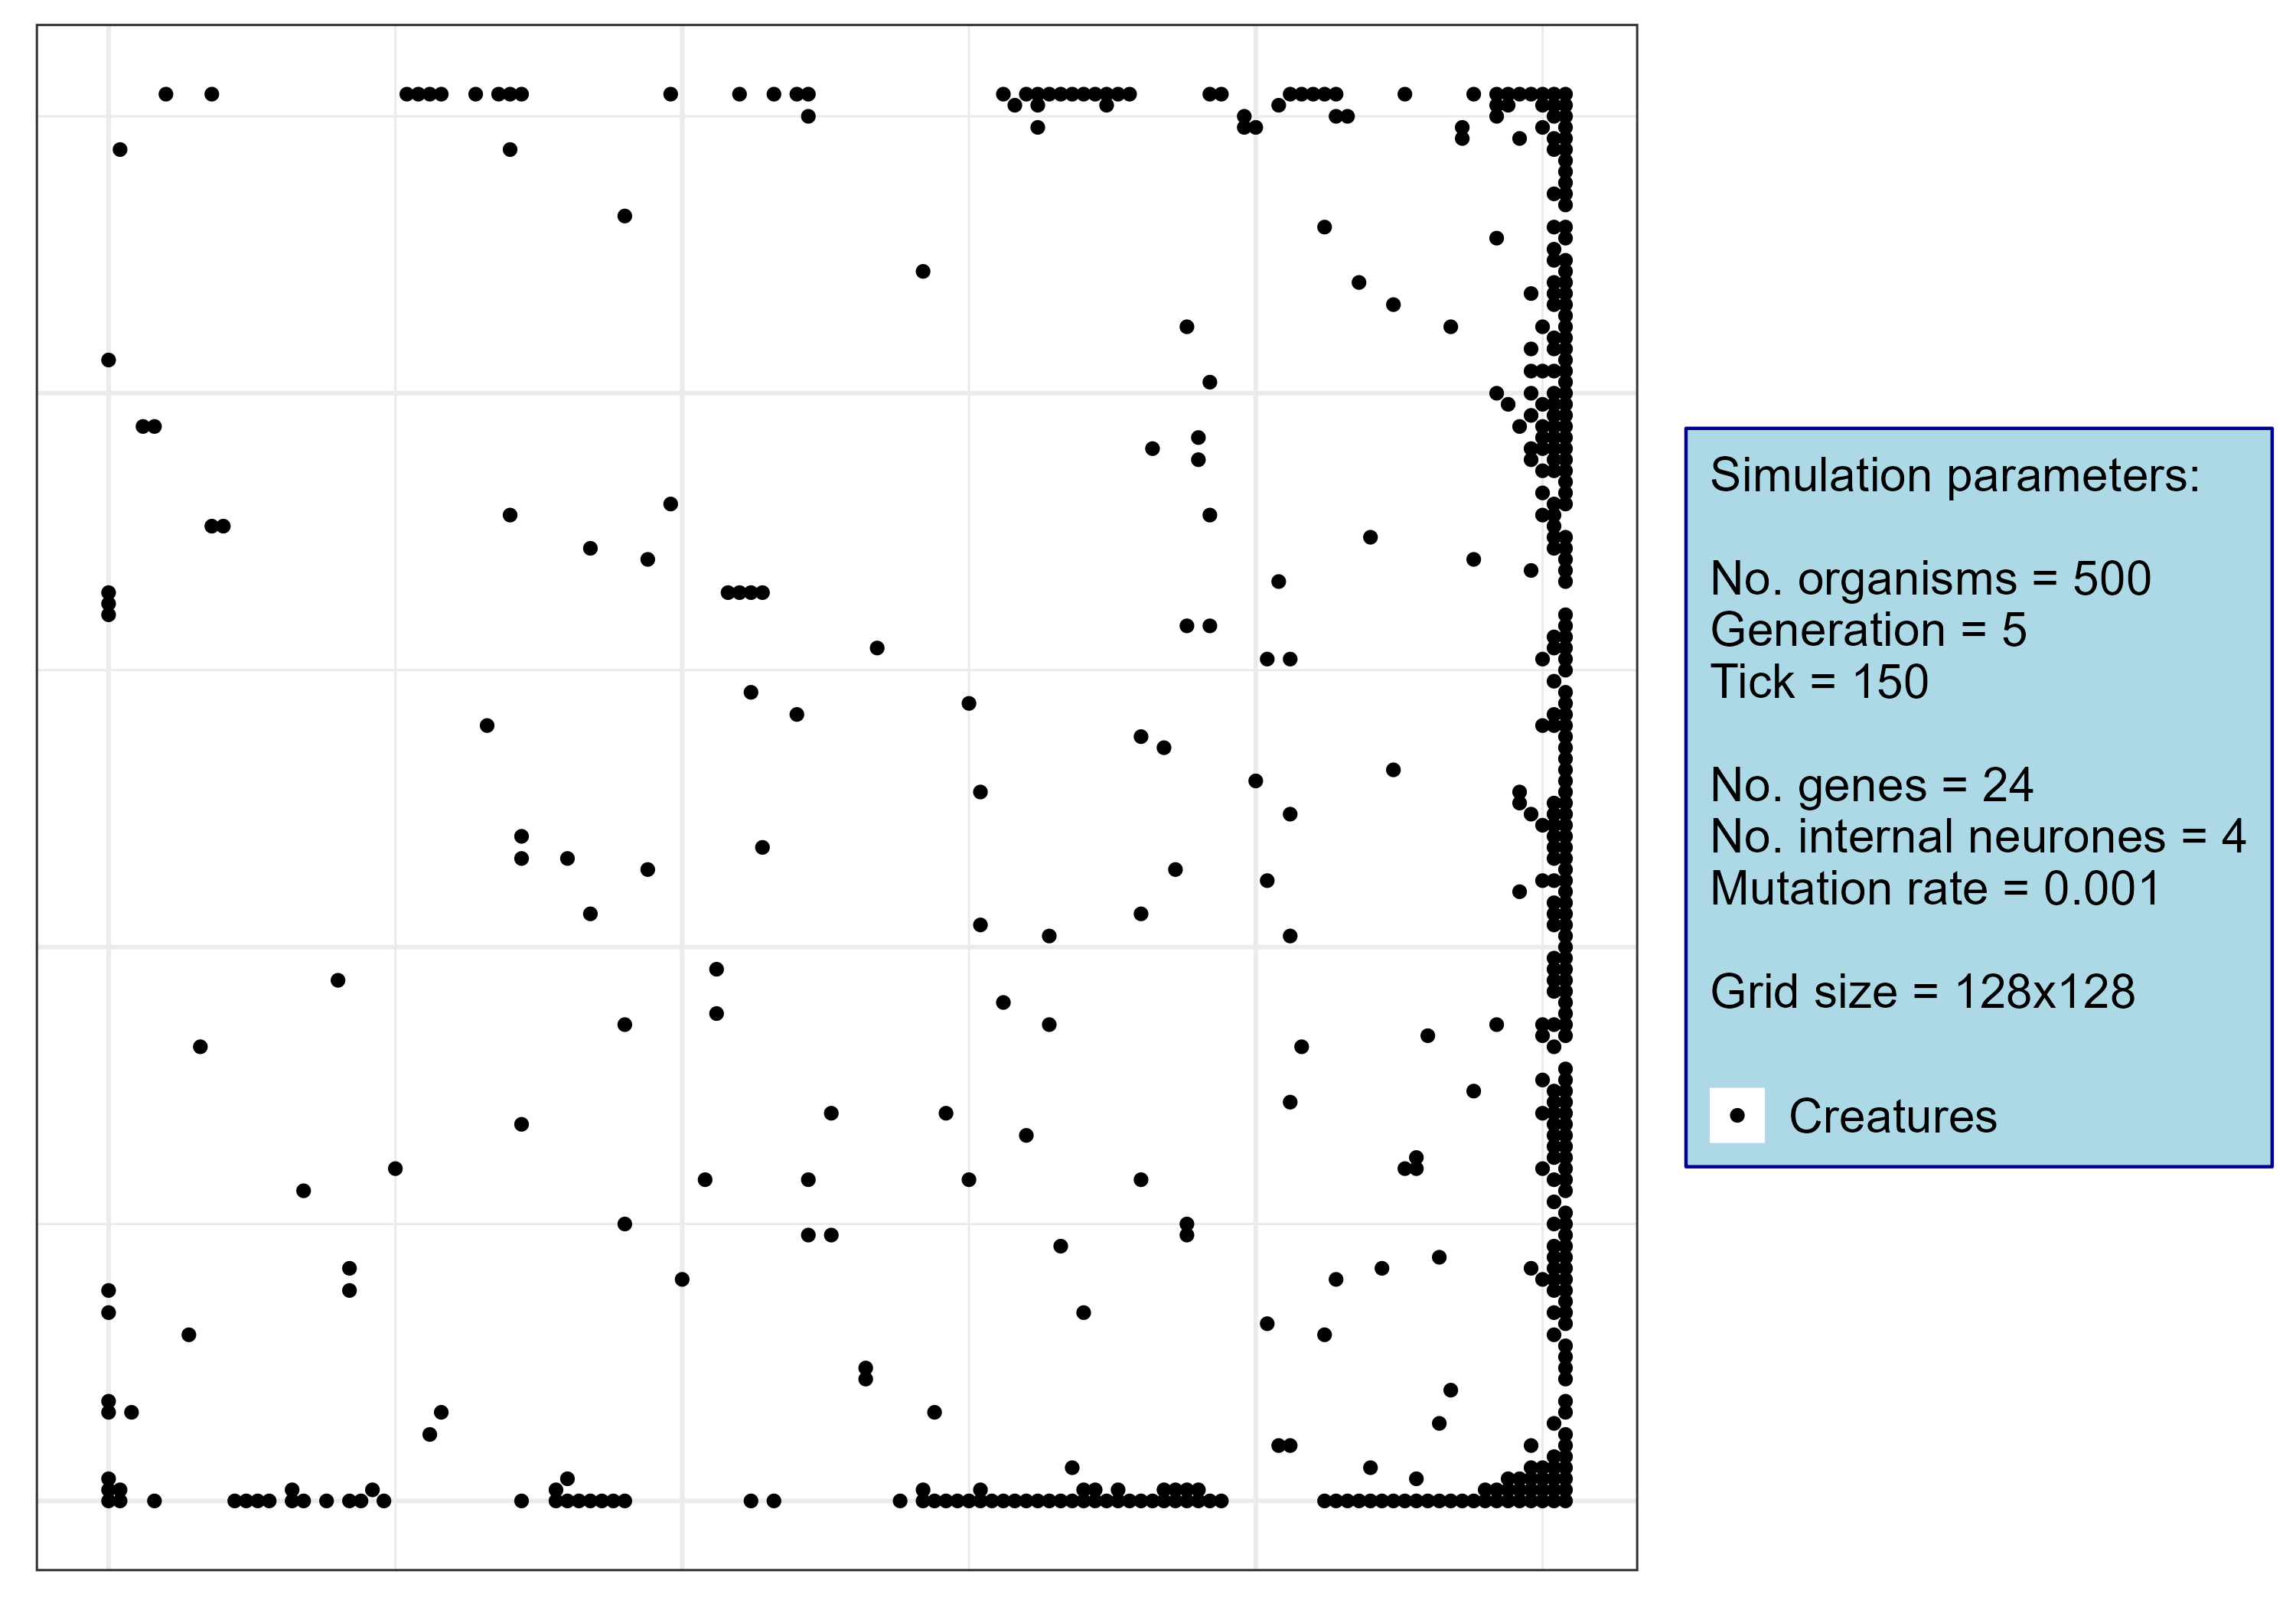 Simulation parameters:
No. organisms = 500
Generation = 5
Tick = 150
No. genes = 24
No. internal neurones = 4
Mutation rate = 0.001
Grid size = 128x128
Creatures